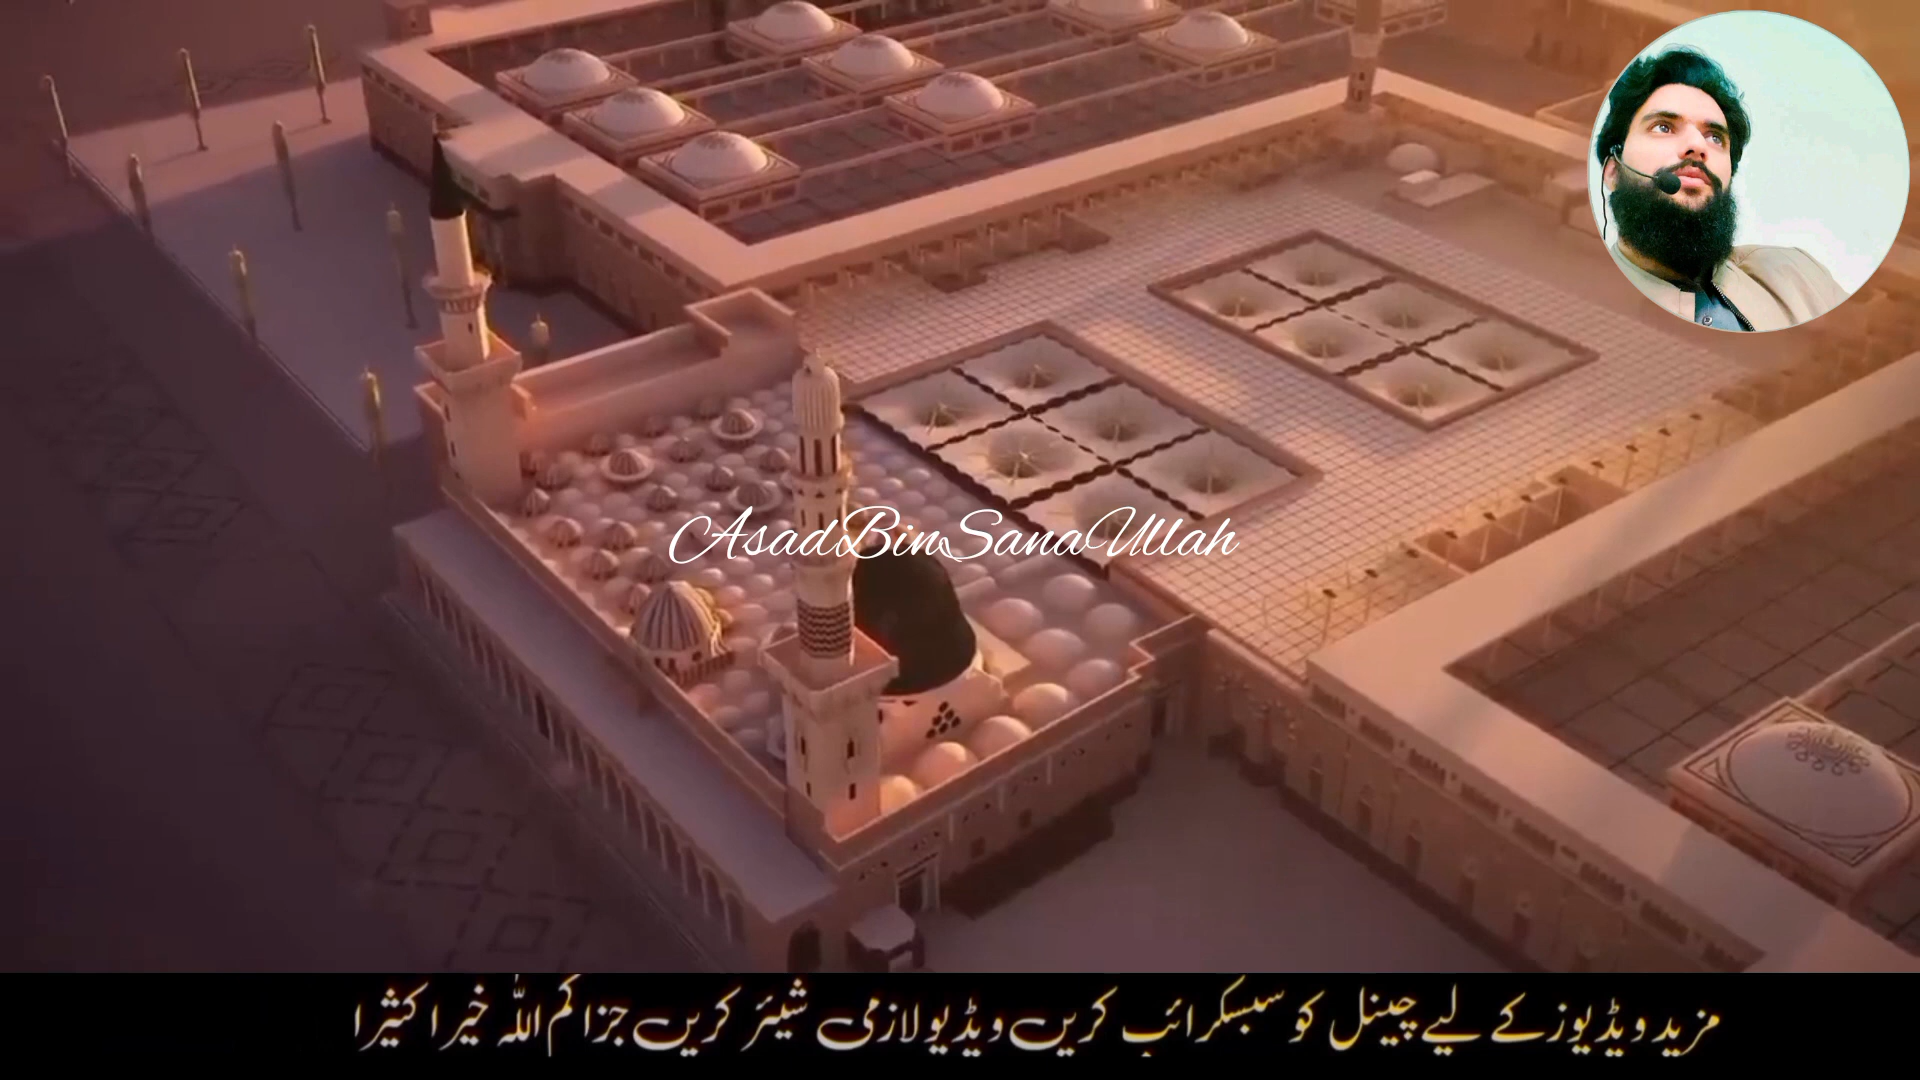 AsadBinSanaUllah
مزید ویڈیوز کے لیے چینل کو سبسکرائب کریں ویڈیو لازمی شیئر کریں جزاکم اللہ خیرا کثیرا